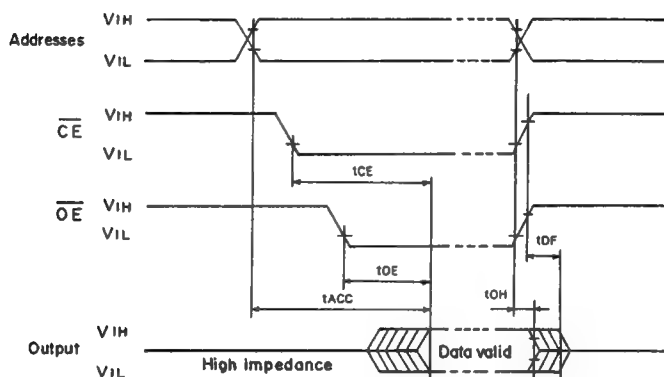 Addresses
VIH
VIL
CE
VIH
VIL
tCE
OE
VIH
VIL
tOE
tDF
tACC
tOH
Output
VIH
High impedance
Data valid
VIL